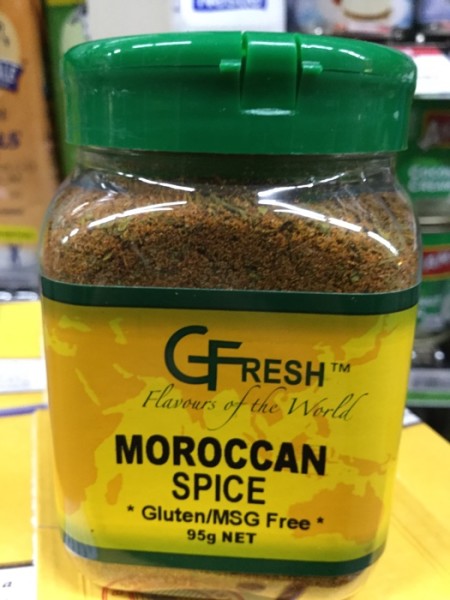 GFRESH™
Flavours of the World
MOROCCAN
SPICE
* Gluten/MSG Free *
95g NET